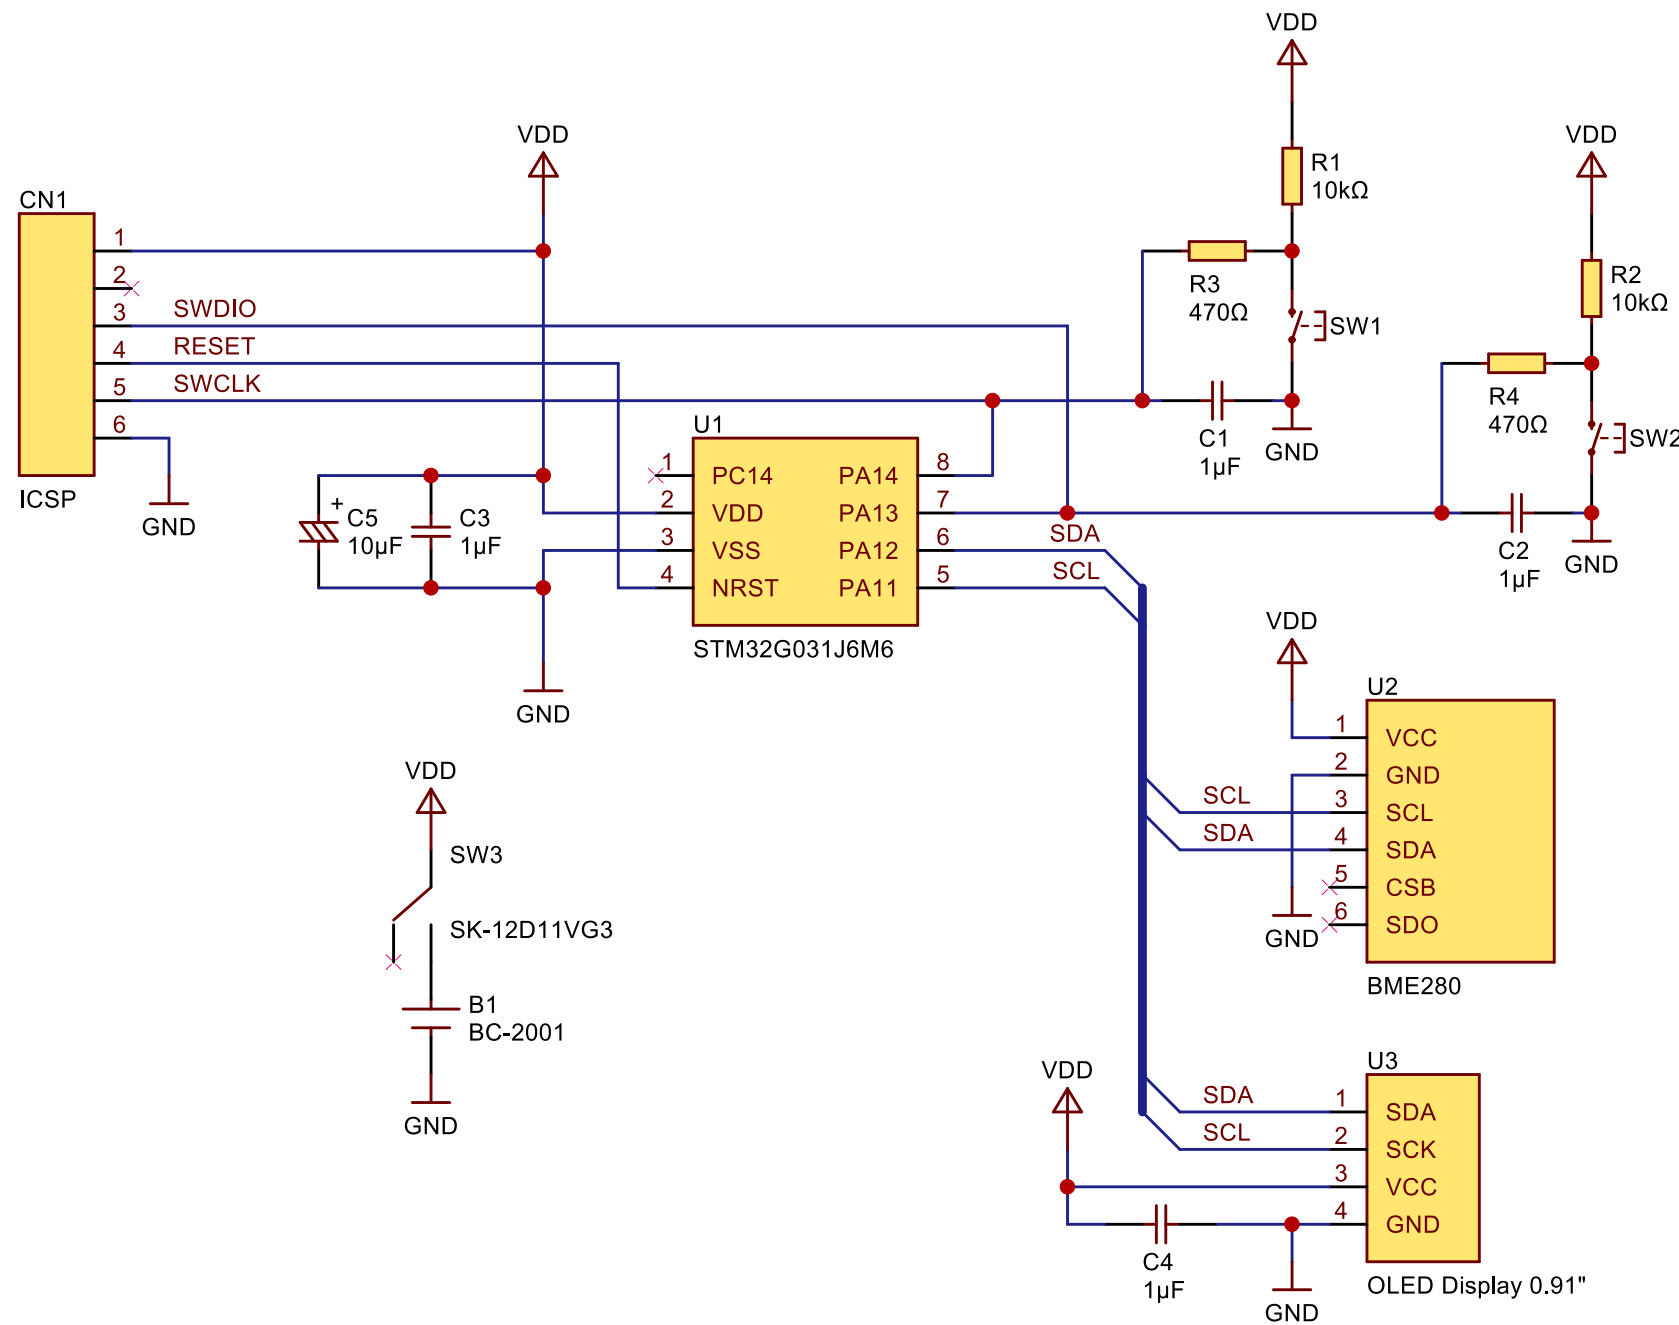 VDD
R1
10kΩ
R3
470Ω
SW1
C1
1µF
GND
VDD
R2
10kΩ
R4
470Ω
SW2
C2
1µF
GND
CN1
1
2
3
4
5
6
ICSP
SWDIO
RESET
SWCLK
GND
VDD
+
C5
10µF
C3
1µF
GND
U1
1 PC14 PA14 8
2 VDD PA13 7
3 VSS PA12 6
4 NRST PA11 5
STM32G031J6M6
SDA
SCL
VDD
SW3
SK-12D11VG3
B1
BC-2001
GND
VDD
U2
1 VCC
2 GND
SCL 3 SCL
SDA 4 SDA
5 CSB
6 SDO
GND
BME280
VDD
U3
SDA 1 SDA
SCL 2 SCK
3 VCC
4 GND
C4
1µF
GND
OLED Display 0.91"